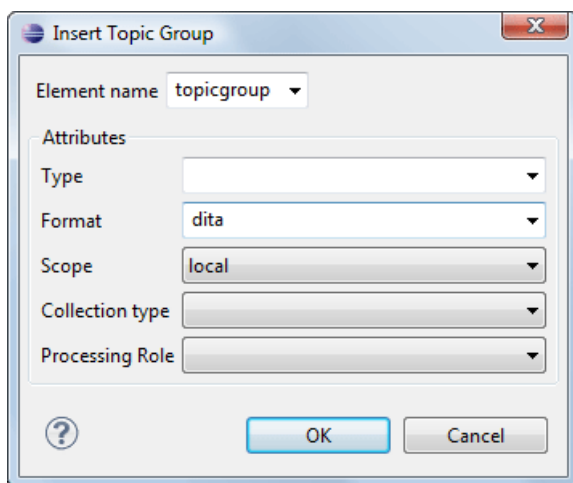 Insert Topic Group
Element name topicgroup
Attributes
Type
Format dita
Scope local
Collection type
Processing Role
? OK Cancel